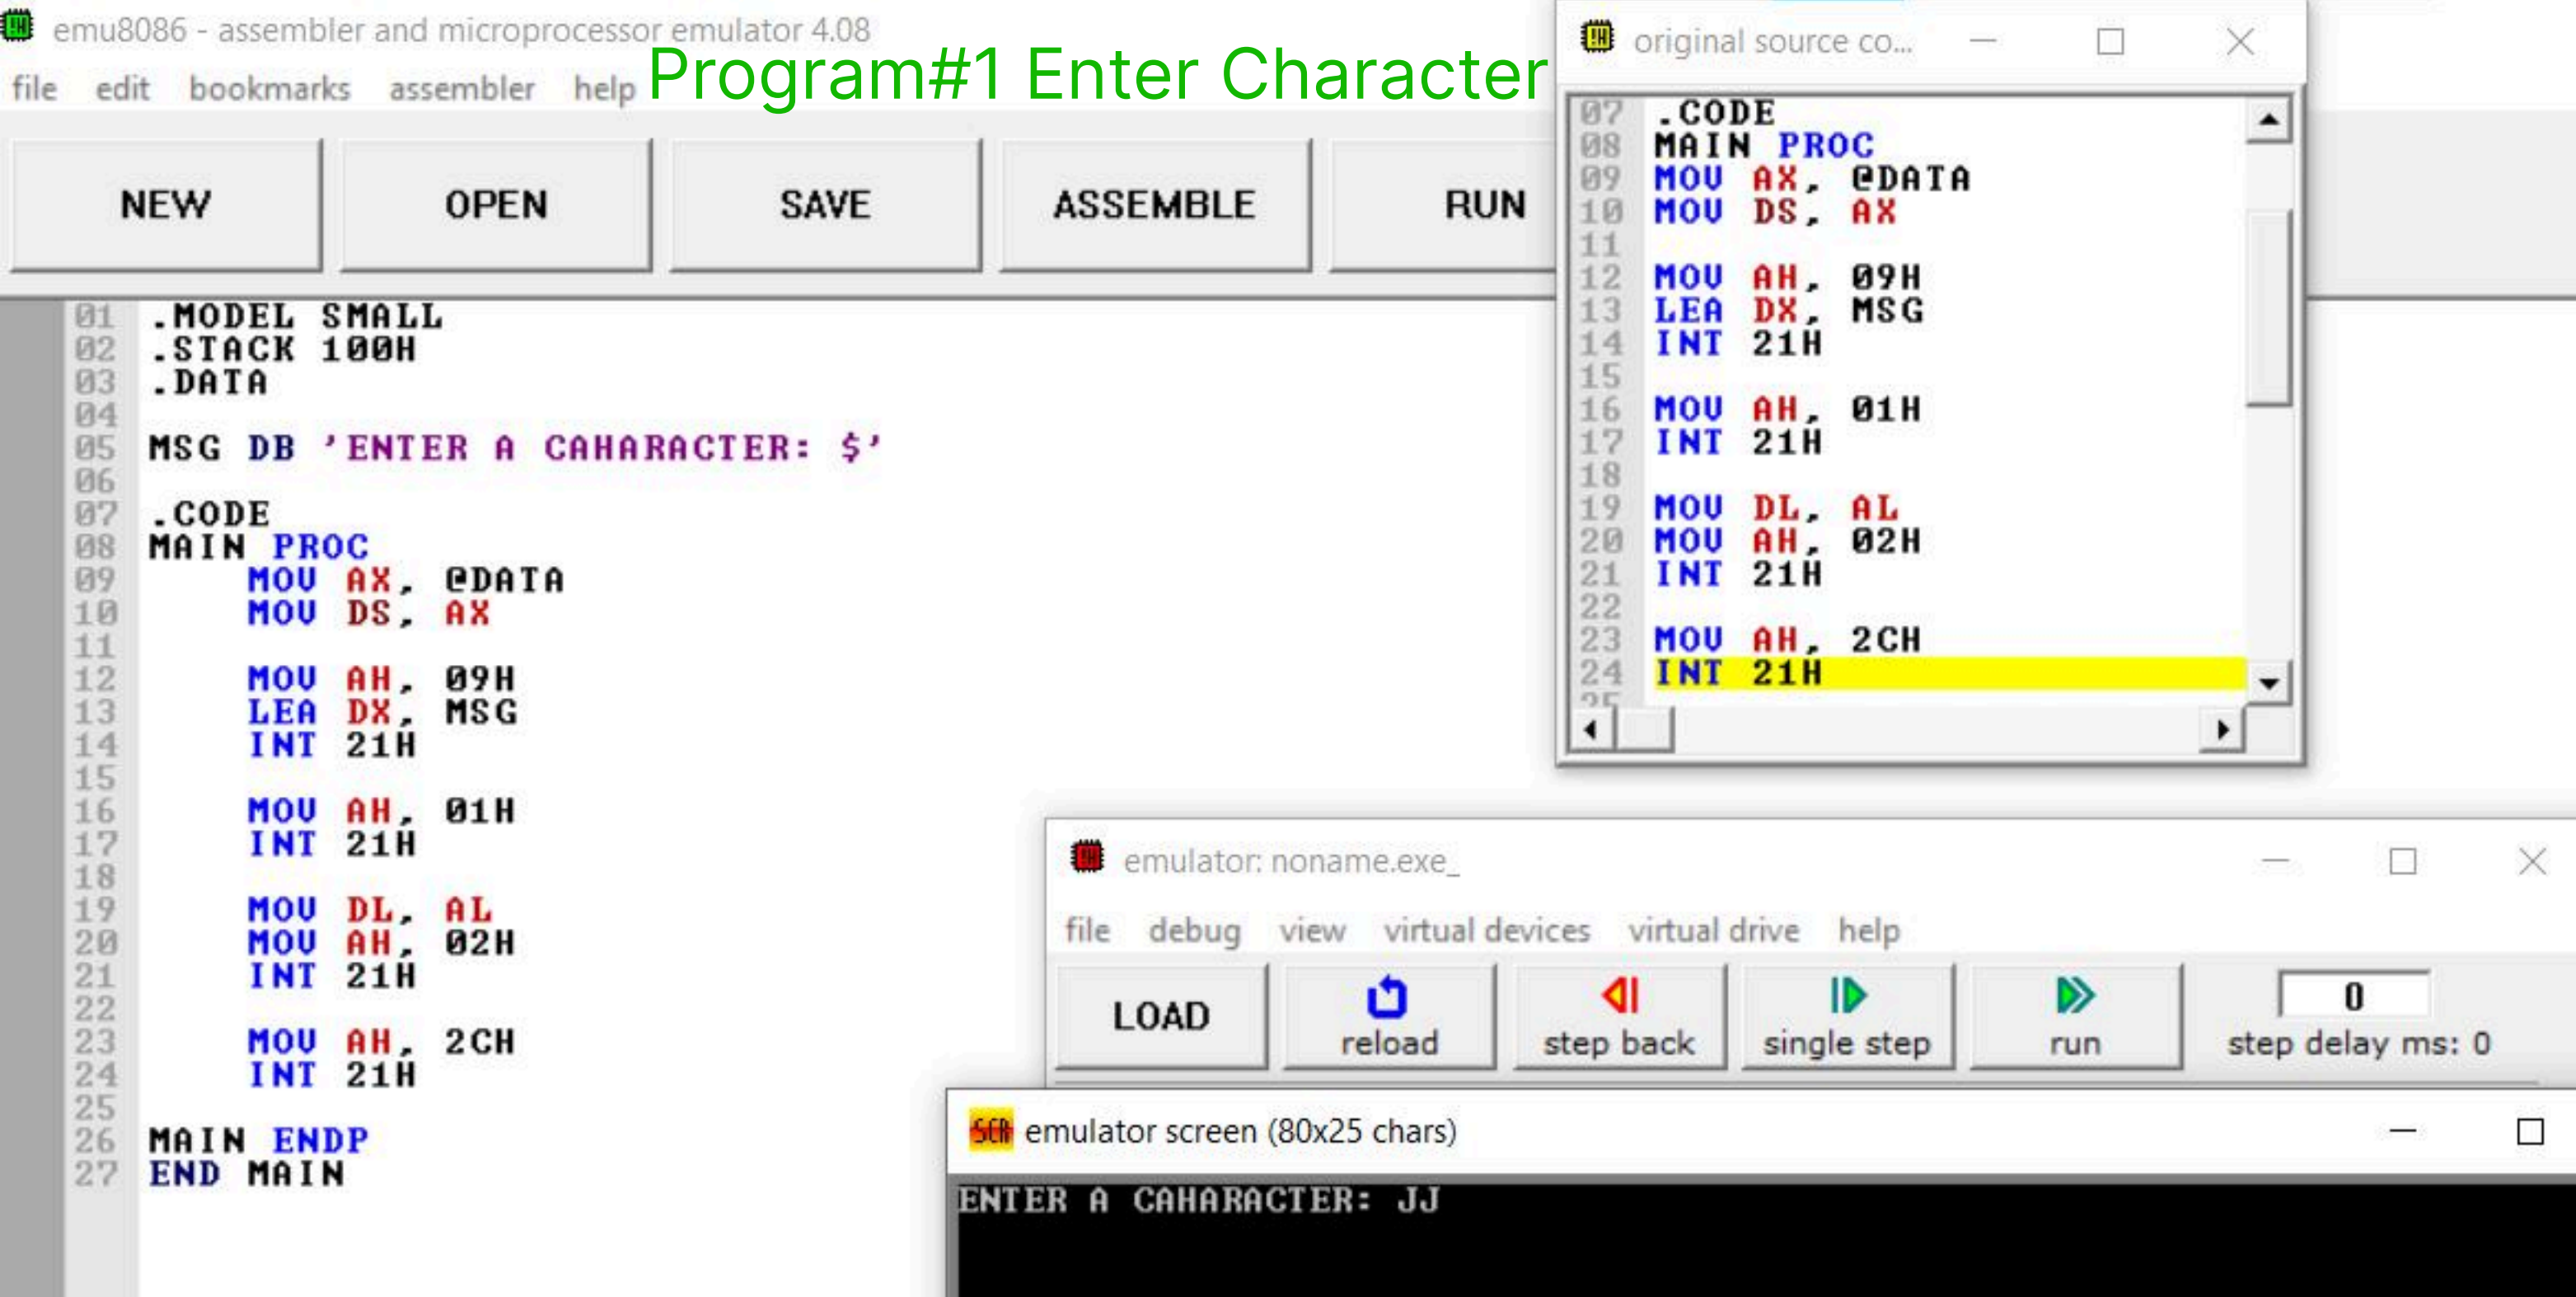 emu8086 - assembler and microprocessor emulator 4.08
file edit bookmarks assembler help
Program#1 Enter Character
NEW OPEN SAVE ASSEMBLE RUN
01 .MODEL SMALL
02 .STACK 100H
03 .DATA
04
05 MSG DB 'ENTER A CAHARACTER: $'
06
07 .CODE
08 MAIN PROC
09 MOV AX, @DATA
10 MOV DS, AX
11
12 MOV AH, 09H
13 LEA DX, MSG
14 INT 21H
15
16 MOV AH, 01H
17 INT 21H
18
19 MOV DL, AL
20 MOV AH, 02H
21 INT 21H
22
23 MOV AH, 2CH
24 INT 21H
25
26 MAIN ENDP
27 END MAIN
original source co...
07 .CODE
08 MAIN PROC
09 MOV AX, @DATA
10 MOV DS, AX
11
12 MOV AH, 09H
13 LEA DX, MSG
14 INT 21H
15
16 MOV AH, 01H
17 INT 21H
18
19 MOV DL, AL
20 MOV AH, 02H
21 INT 21H
22
23 MOV AH, 2CH
24 INT 21H
25
emulator: noname.exe_
file debug view virtual devices virtual drive help
LOAD reload step back single step run
0
step delay ms: 0
SCR emulator screen (80x25 chars)
ENTER A CAHARACTER: JJ